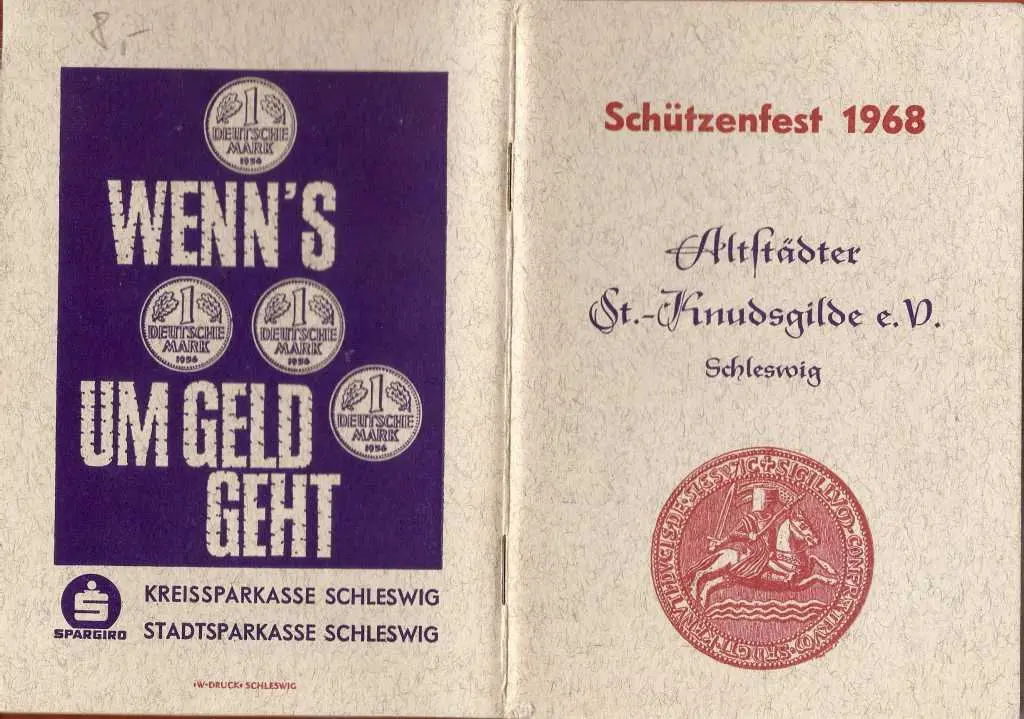 8,-
1
DEUTSCHE
MARK
1956
WENN'S
1
DEUTSCHE
MARK
1956
1
DEUTSCHE
MARK
1956
UM GELD
1
DEUTSCHE
MARK
1956
GEHT
S
SPARGIRO
KREISSPARKASSE SCHLESWIG
STADTSPARKASSE SCHLESWIG
›W-DRUCK‹ SCHLESWIG
Schützenfest 1968
Altstädter
St.-Knudsgilde e.V.
Schleswig